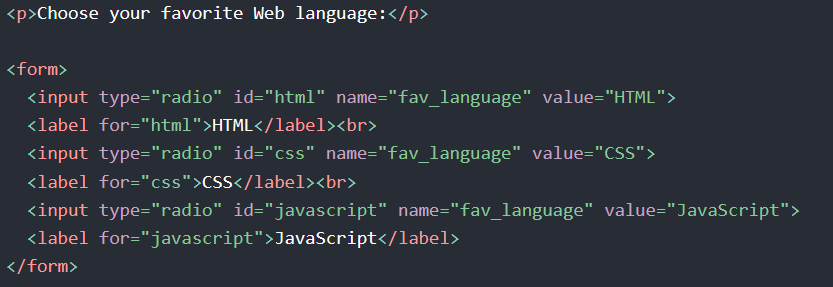 <p>Choose your favorite Web language:</p>

<form>
  <input type="radio" id="html" name="fav_language" value="HTML">
  <label for="html">HTML</label><br>
  <input type="radio" id="css" name="fav_language" value="CSS">
  <label for="css">CSS</label><br>
  <input type="radio" id="javascript" name="fav_language" value="JavaScript">
  <label for="javascript">JavaScript</label>
</form>